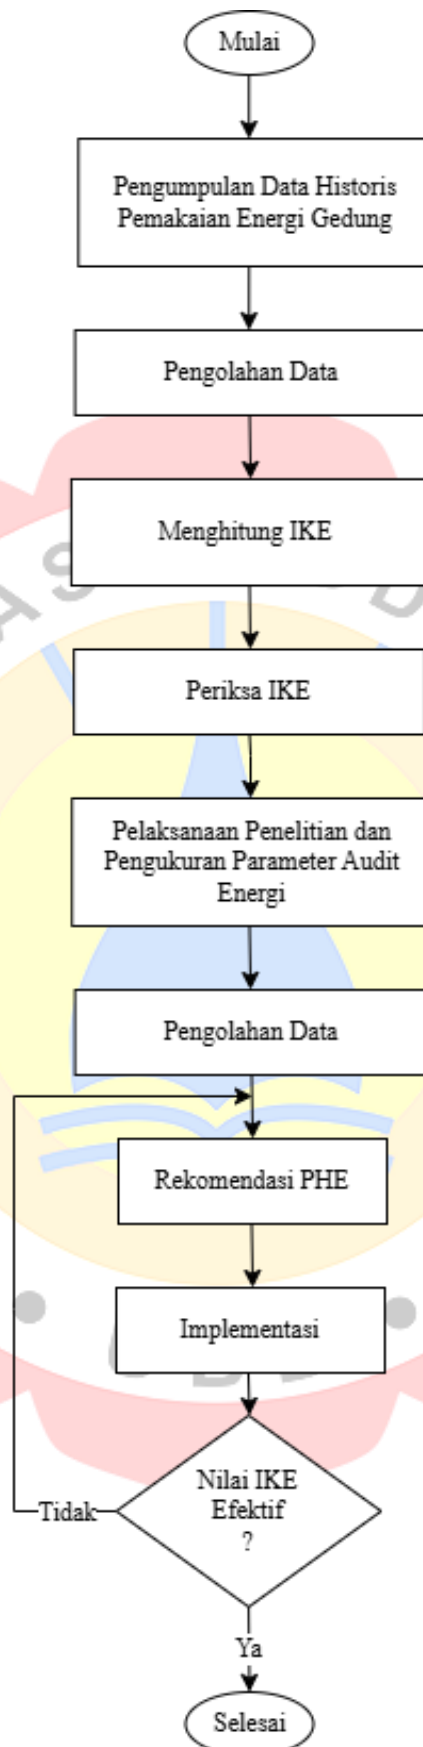 Mulai
Pengumpulan Data Historis
Pemakaian Energi Gedung
Pengolahan Data
Menghitung IKE
Periksa IKE
Pelaksanaan Penelitian dan
Pengukuran Parameter Audit
Energi
Pengolahan Data
Rekomendasi PHE
Implementasi
Nilai IKE
Efektif
?
Tidak
Ya
Selesai